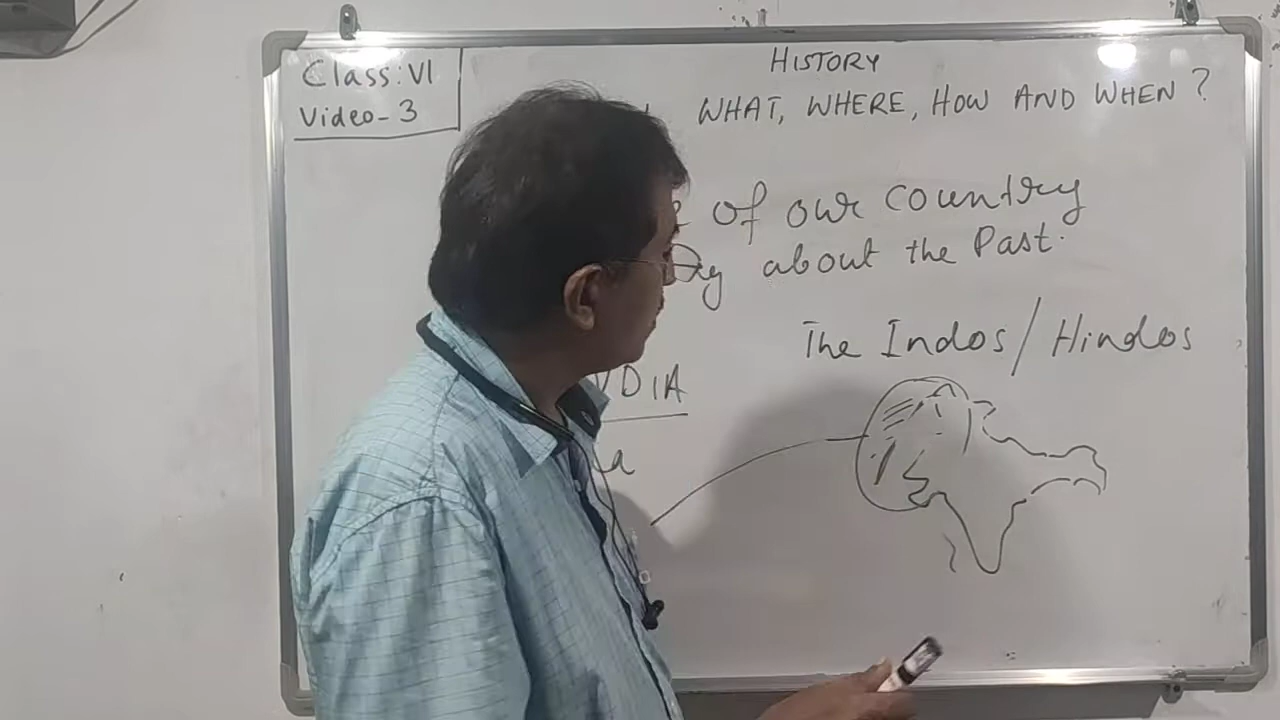 Class: VI
Video - 3
HISTORY
WHAT, WHERE, HOW AND WHEN ?
of our country
about the Past.
The Indos / Hindos